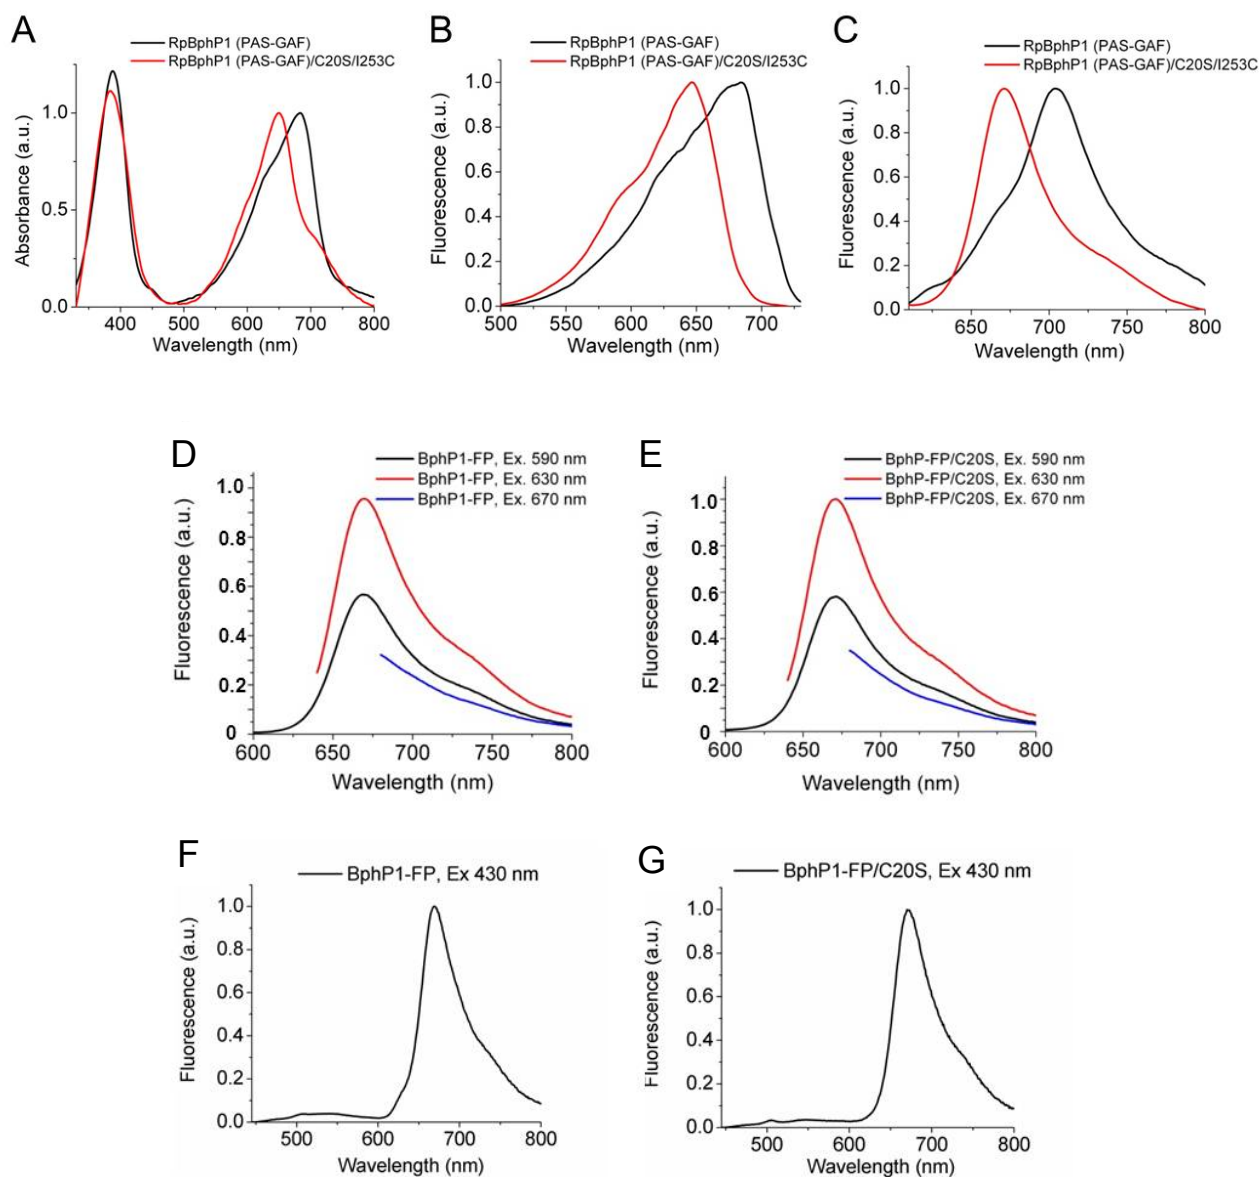 A
RpBphP1 (PAS-GAF)
RpBphP1 (PAS-GAF)/C20S/I253C
Absorbance (a.u.)
1.0
0.5
0.0
400 500 600 700 800
Wavelength (nm)
B
RpBphP1 (PAS-GAF)
RpBphP1 (PAS-GAF)/C20S/I253C
Fluorescence (a.u.)
1.0
0.8
0.6
0.4
0.2
0.0
500 550 600 650 700
Wavelength (nm)
C
RpBphP1 (PAS-GAF)
RpBphP1 (PAS-GAF)/C20S/I253C
Fluorescence (a.u.)
1.0
0.8
0.6
0.4
0.2
0.0
650 700 750 800
Wavelength (nm)
D
BphP1-FP, Ex. 590 nm
BphP1-FP, Ex. 630 nm
BphP1-FP, Ex. 670 nm
Fluorescence (a.u.)
1.0
0.8
0.6
0.4
0.2
0
600 650 700 750 800
Wavelength (nm)
E
BphP-FP/C20S, Ex. 590 nm
BphP-FP/C20S, Ex. 630 nm
BphP-FP/C20S, Ex. 670 nm
Fluorescence (a.u.)
1.0
0.8
0.6
0.4
0.2
0
600 650 700 750 800
Wavelength (nm)
F
BphP1-FP, Ex 430 nm
Fluorescence (a.u.)
1.0
0.8
0.6
0.4
0.2
0.0
500 600 700 800
Wavelength (nm)
G
BphP1-FP/C20S, Ex 430 nm
Fluorescence (a.u.)
1.0
0.8
0.6
0.4
0.2
0.0
500 600 700 800
Wavelength (nm)